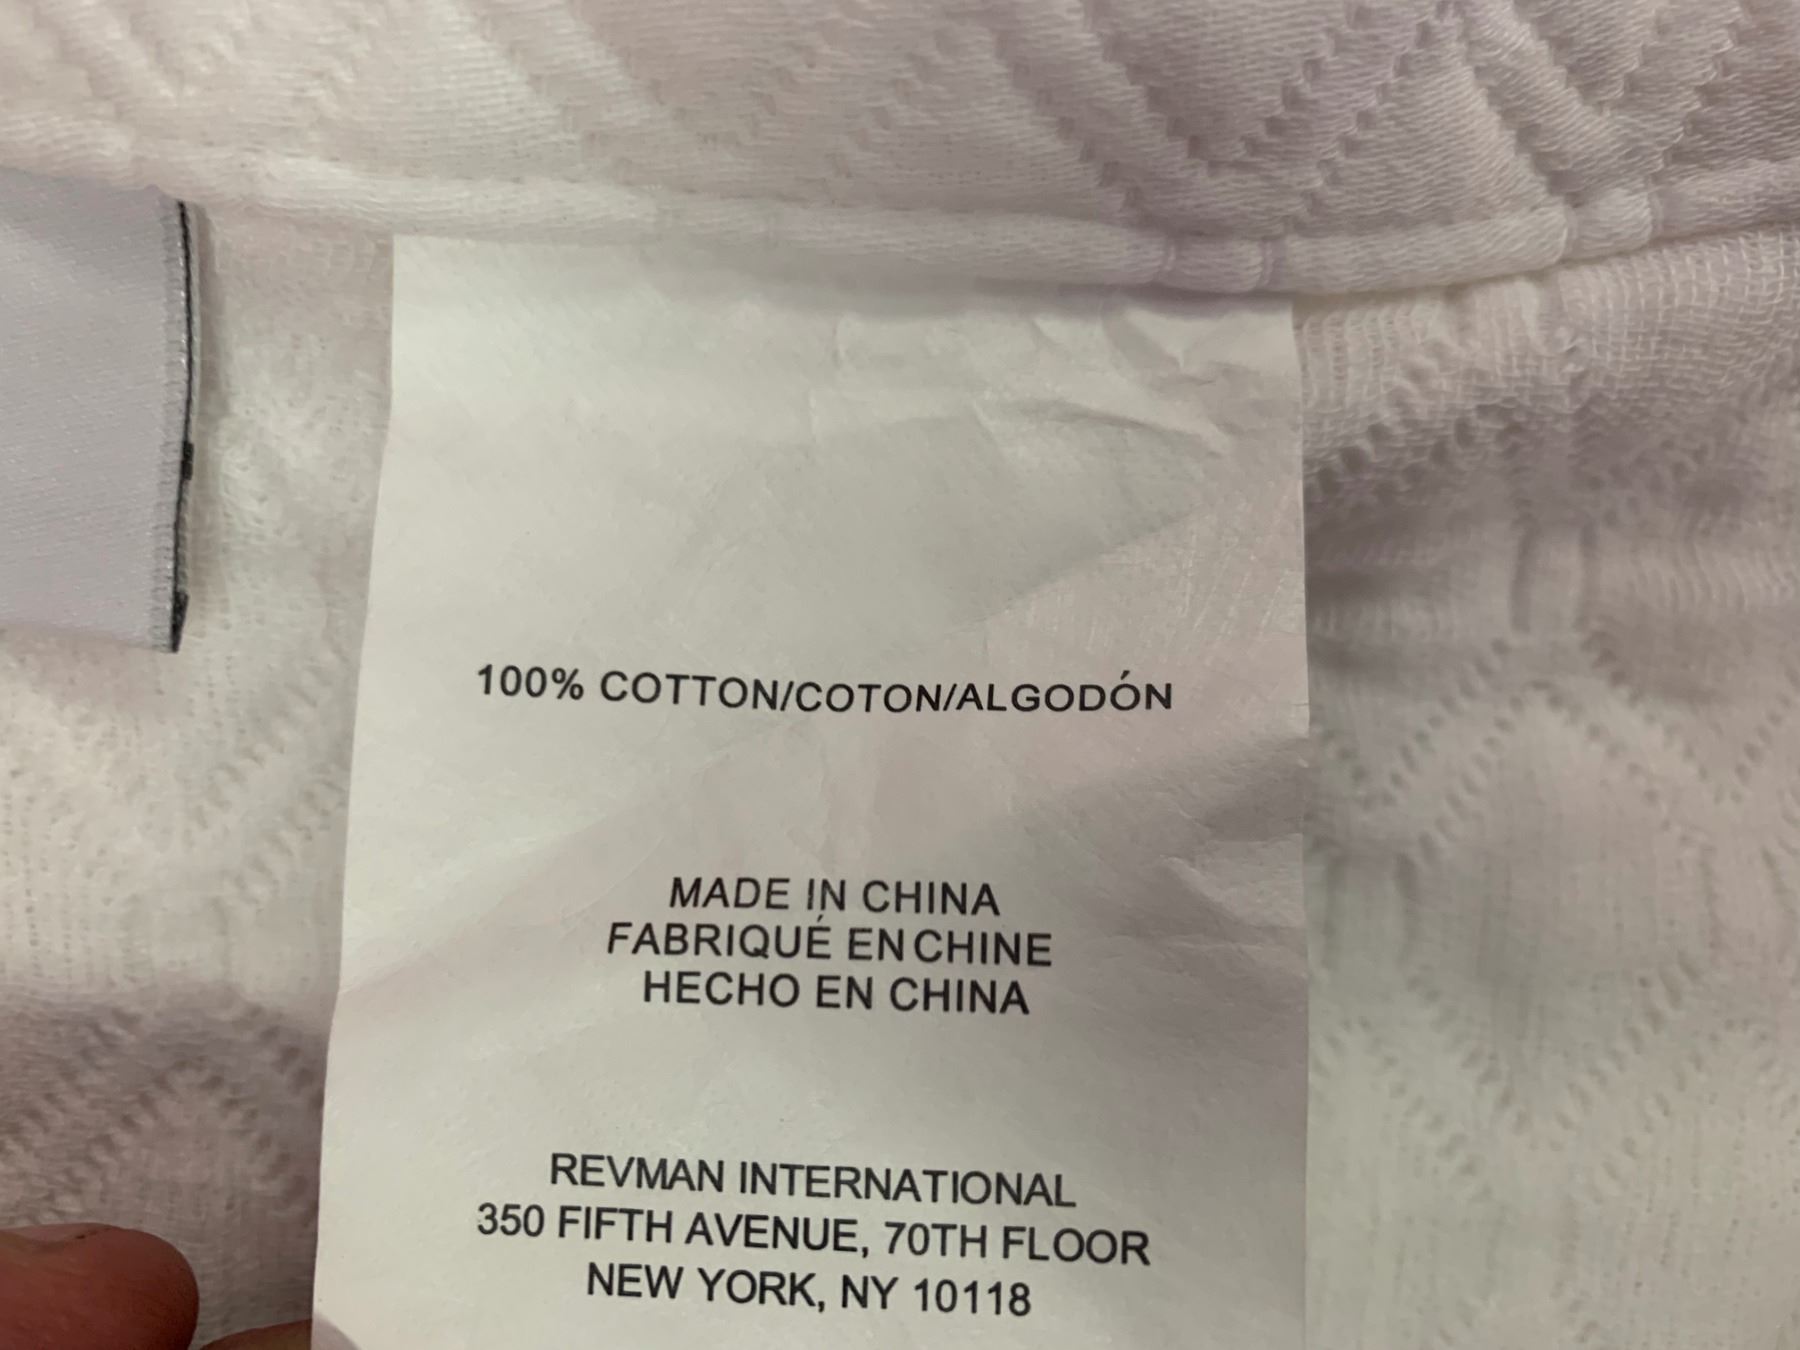 100% COTTON/COTON/ALGODÓN
MADE IN CHINA
FABRIQUÉ EN CHINE
HECHO EN CHINA
REVMAN INTERNATIONAL
350 FIFTH AVENUE, 70TH FLOOR
NEW YORK, NY 10118